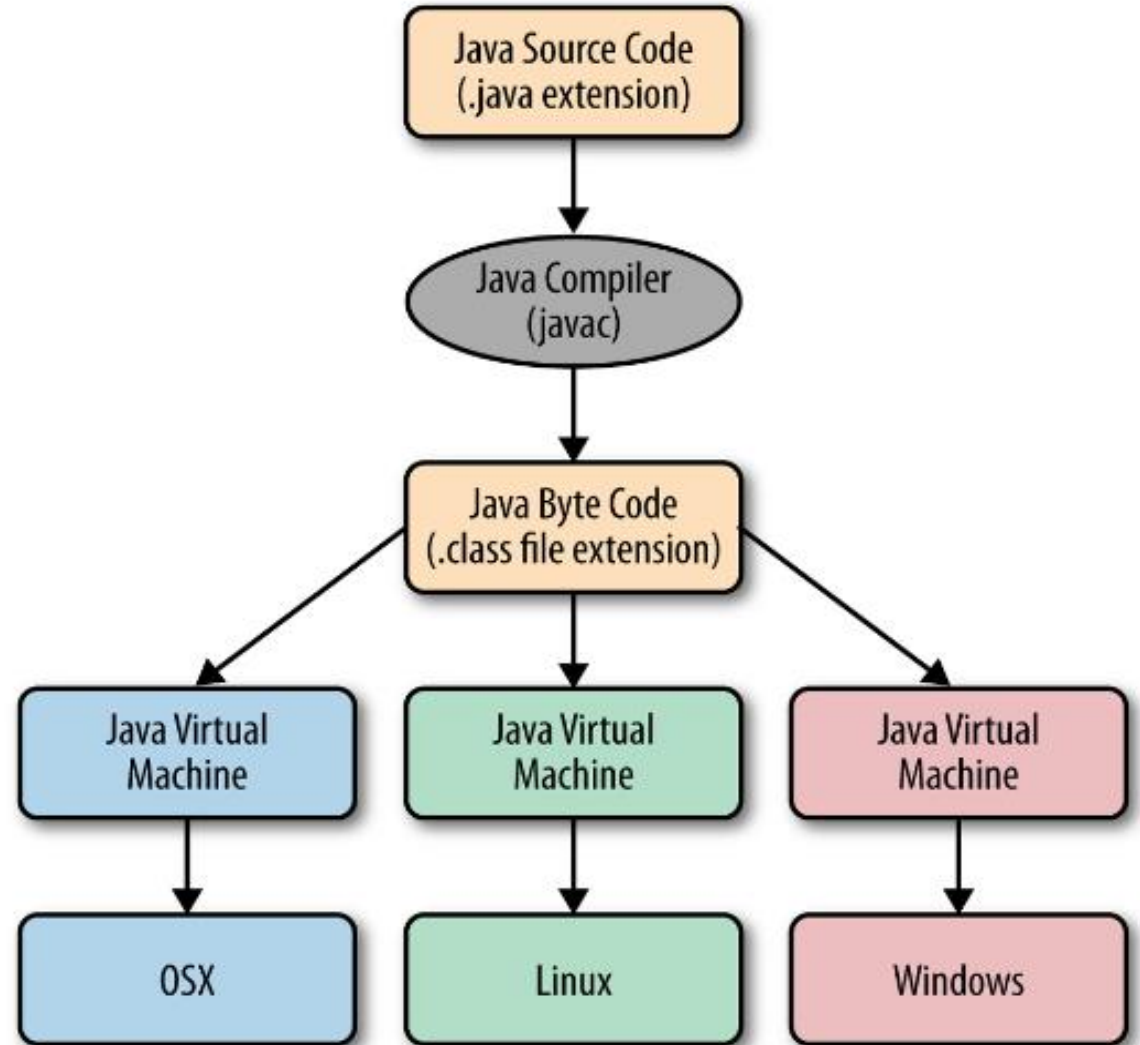 Java Source Code
(.java extension)
Java Compiler
(javac)
Java Byte Code
(.class file extension)
Java Virtual
Machine
Java Virtual
Machine
Java Virtual
Machine
OSX
Linux
Windows